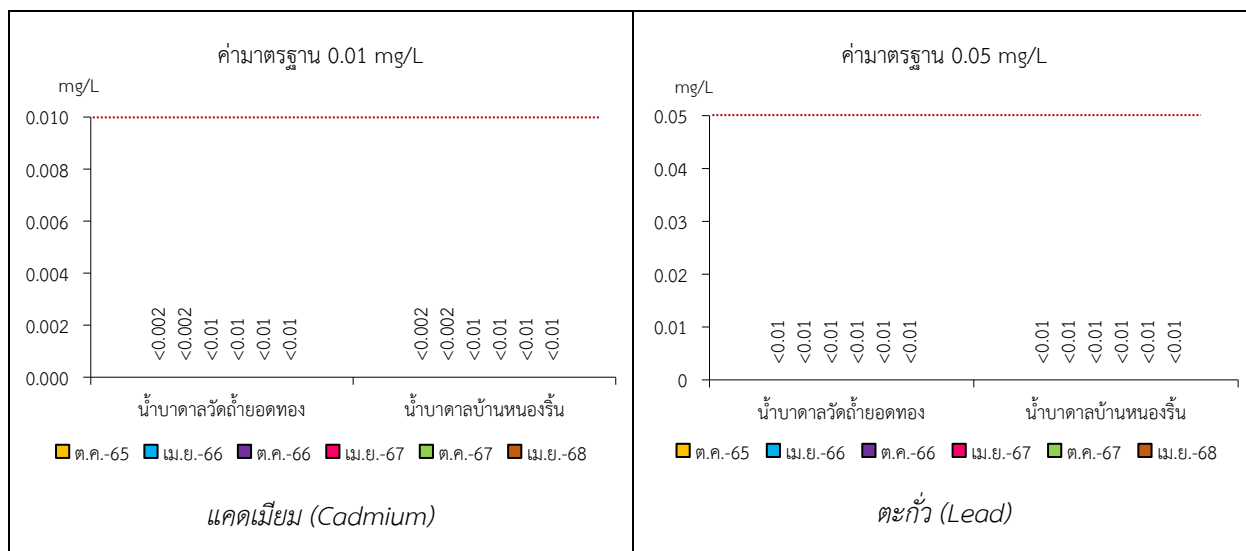 ค่ามาตรฐาน 0.01 mg/L
mg/L
0.010
0.008
0.006
0.004
0.002
0.000
<0.002 <0.002 <0.01 <0.01 <0.01 <0.01
<0.002 <0.002 <0.01 <0.01 <0.01 <0.01
น้ำบาดาลวัดถ้ำยอดทอง น้ำบาดาลบ้านหนองริ้น
ต.ค.-65 เม.ย.-66 ต.ค.-66 เม.ย.-67 ต.ค.-67 เม.ย.-68
แคดเมียม (Cadmium)
ค่ามาตรฐาน 0.05 mg/L
mg/L
0.05
0.04
0.03
0.02
0.01
0
<0.01 <0.01 <0.01 <0.01 <0.01 <0.01
<0.01 <0.01 <0.01 <0.01 <0.01 <0.01
น้ำบาดาลวัดถ้ำยอดทอง น้ำบาดาลบ้านหนองริ้น
ต.ค.-65 เม.ย.-66 ต.ค.-66 เม.ย.-67 ต.ค.-67 เม.ย.-68
ตะกั่ว (Lead)